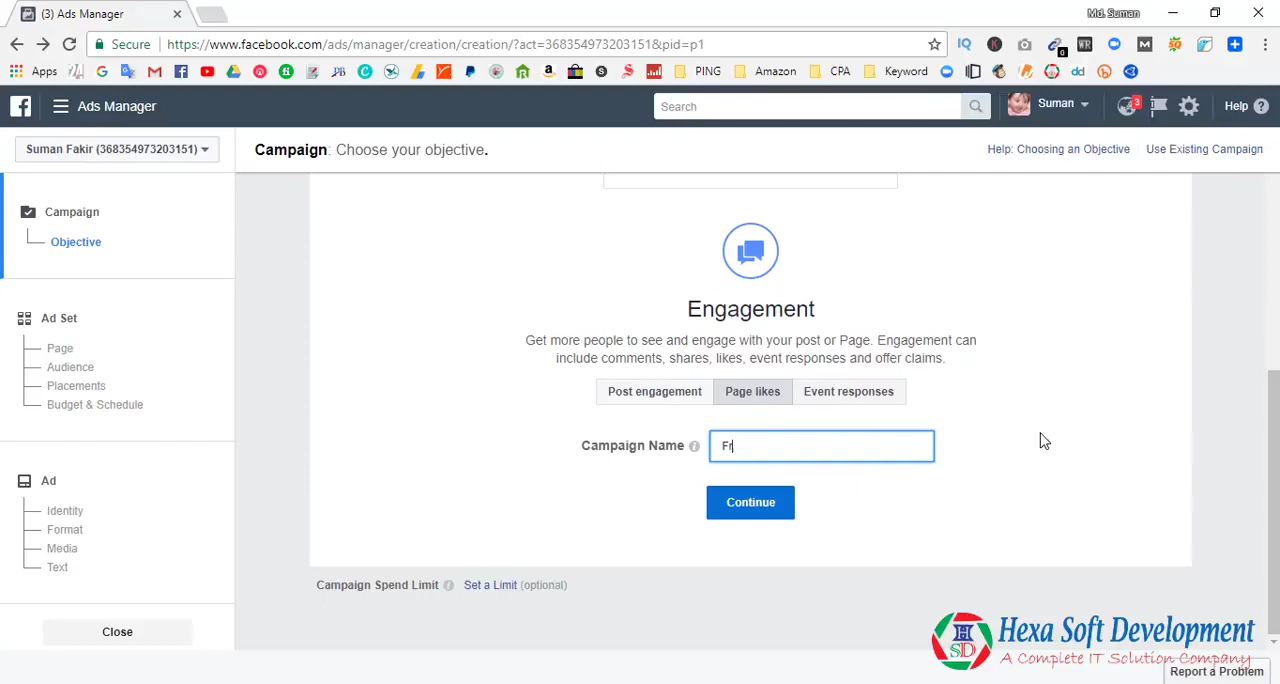 (3) Ads Manager
Md. Suman
Secure https://www.facebook.com/ads/manager/creation/creation/?act=368354973203151&pid=p1
Apps PING Amazon CPA Keyword
Ads Manager
Search
Suman
3
Help
Suman Fakir (368354973203151)
Campaign: Choose your objective.
Help: Choosing an Objective
Use Existing Campaign
Campaign
Objective
Ad Set
Page
Audience
Placements
Budget & Schedule
Ad
Identity
Format
Media
Text
Close
Engagement
Get more people to see and engage with your post or Page. Engagement can
include comments, shares, likes, event responses and offer claims.
Post engagement Page likes Event responses
Campaign Name Fr
Continue
Campaign Spend Limit Set a Limit (optional)
HSD
Hexa Soft Development
A Complete IT Solution Company
Report a Problem